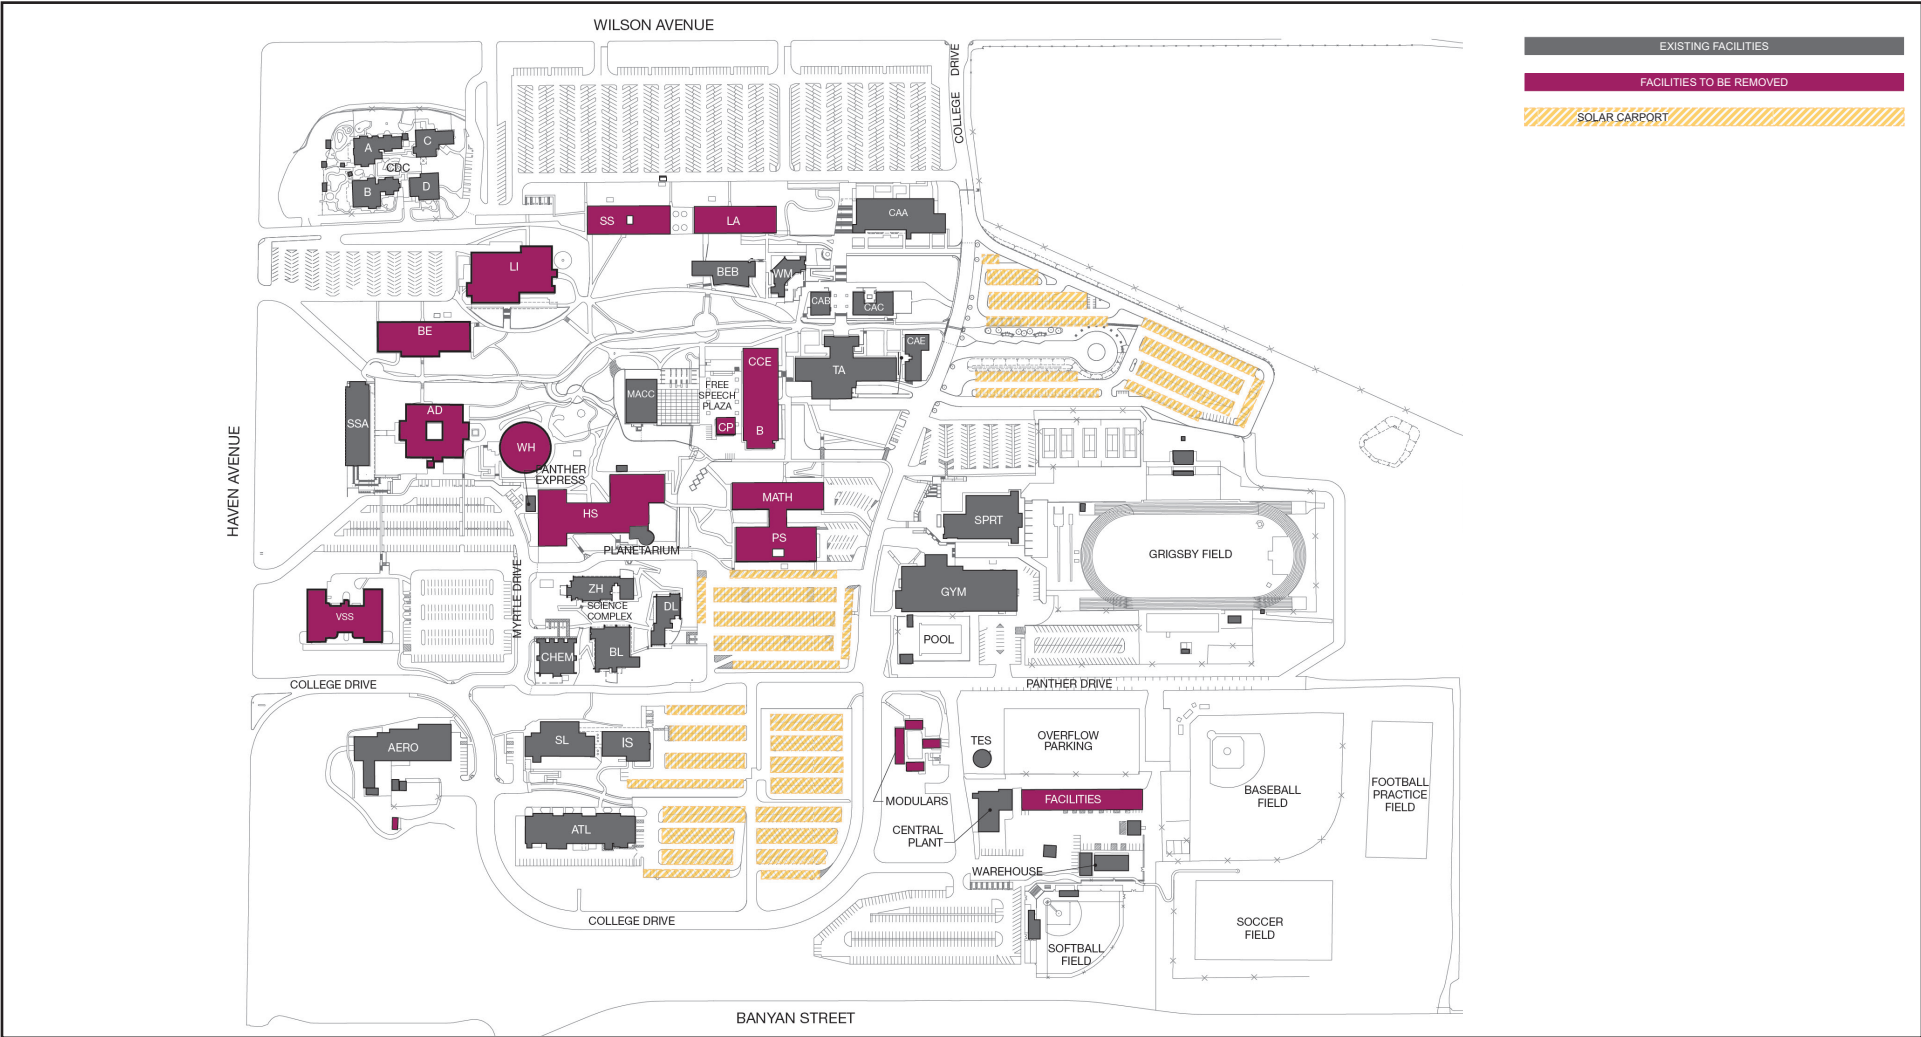 WILSON AVENUE
EXISTING FACILITIES
FACILITIES TO BE REMOVED
SOLAR CARPORT
COLLEGE DRIVE
A
C
CDC
B
D
SS
LA
CAA
LI
BEB
WM
CAB
CAC
BE
CAE
CCE
TA
MACC
FREE
SPEECH
PLAZA
SSA
AD
CP
B
WH
HAVEN AVENUE
PANTHER
EXPRESS
HS
MATH
PS
PLANETARIUM
SPRT
GRIGSBY FIELD
GYM
MYRTLE DRIVE
ZH
SCIENCE
COMPLEX
DL
VSS
CHEM
BL
POOL
COLLEGE DRIVE
PANTHER DRIVE
AERO
SL
IS
TES
OVERFLOW
PARKING
MODULARS
FACILITIES
BASEBALL
FIELD
FOOTBALL
PRACTICE
FIELD
ATL
CENTRAL
PLANT
WAREHOUSE
COLLEGE DRIVE
SOFTBALL
FIELD
SOCCER
FIELD
BANYAN STREET